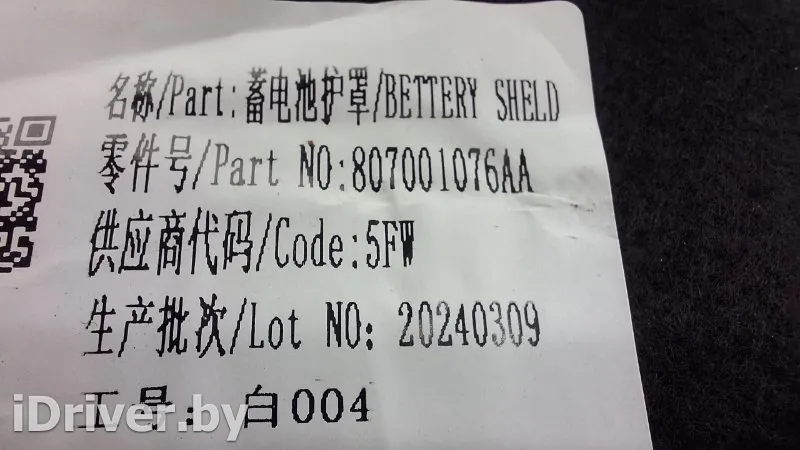 名称/Part:蓄电池护罩/BETTERY SHELD
零件号/Part NO:807001076AA
供应商代码/Code:5FW
生产批次/Lot NO: 20240309
工号: 白004
iDriver.by